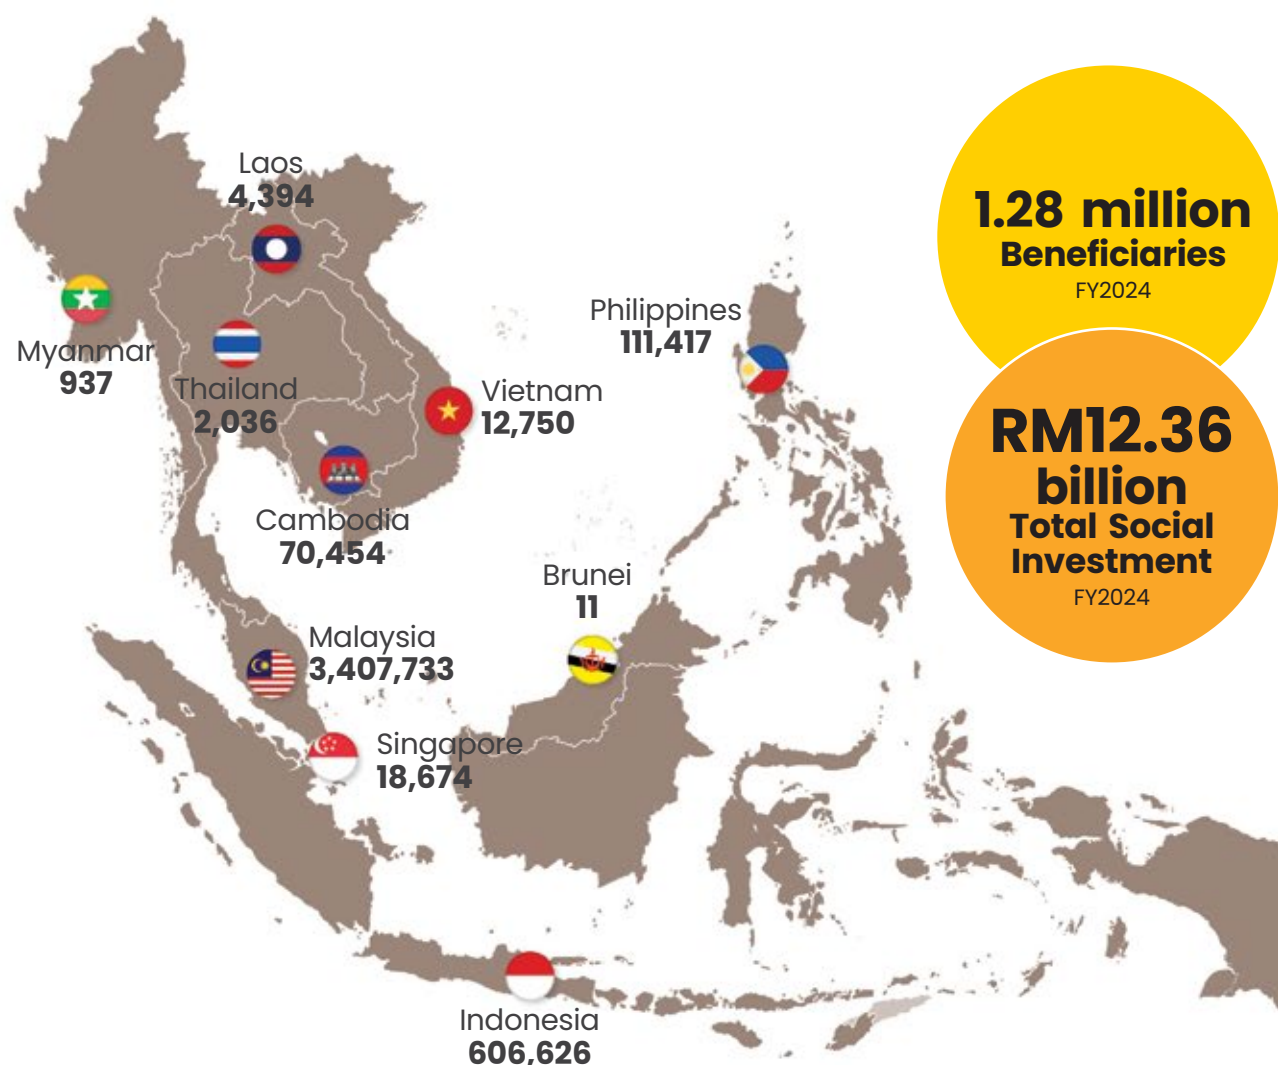 Laos
4,394
Myanmar
937
Thailand
2,036
Vietnam
12,750
Cambodia
70,454
Philippines
111,417
Brunei
11
Malaysia
3,407,733
Singapore
18,674
Indonesia
606,626
1.28 million
Beneficiaries
FY2024
RM12.36
billion
Total Social
Investment
FY2024